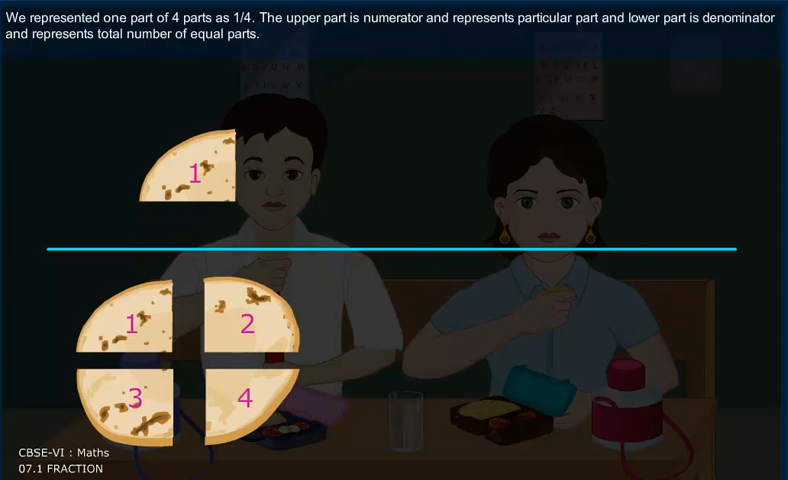 We represented one part of 4 parts as 1/4. The upper part is numerator and represents particular part and lower part is denominator
and represents total number of equal parts.
1
1
2
3
4
CBSE-VI : Maths
07.1 FRACTION